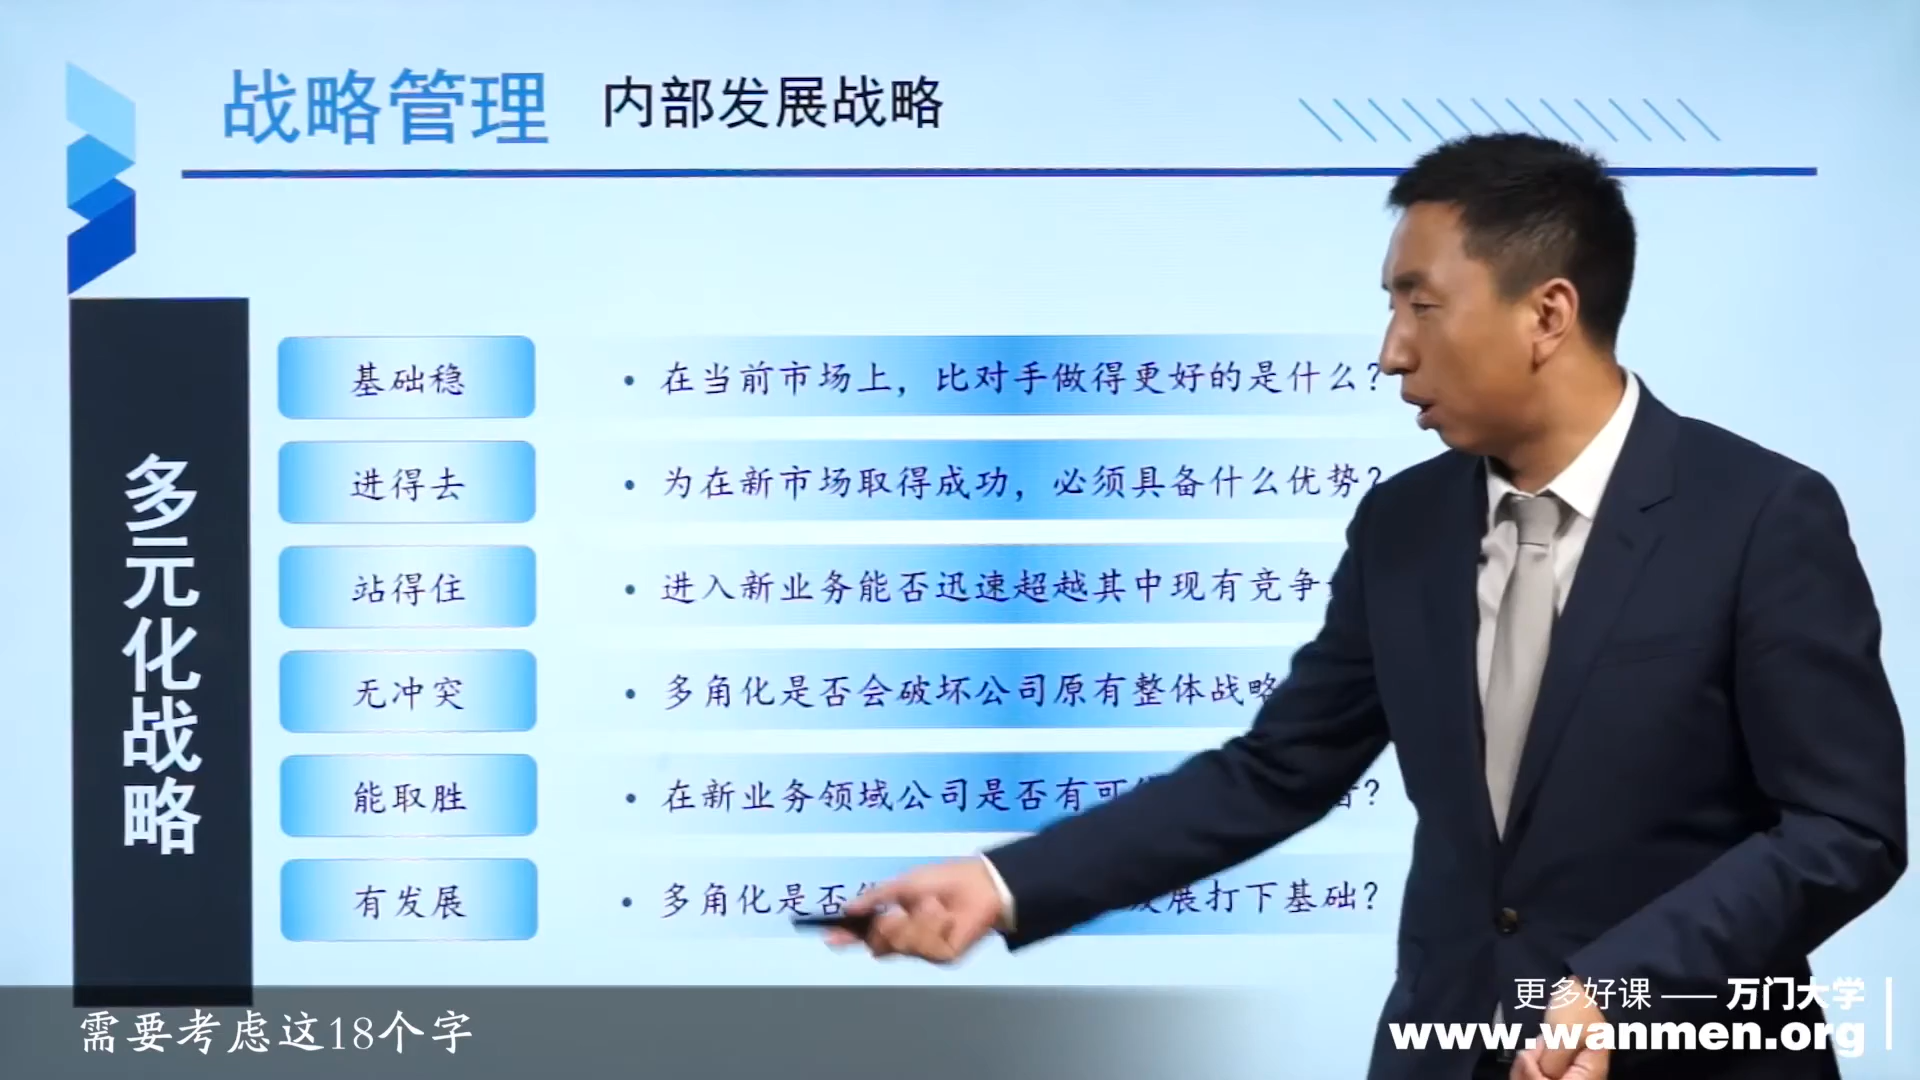 战略管理 内部发展战略
多元化战略
基础稳
• 在当前市场上，比对手做得更好的是什么？
进得去
• 为在新市场取得成功，必须具备什么优势？
站得住
• 进入新业务能否迅速超越其中现有竞争
无冲突
• 多角化是否会破坏公司原有整体战略
能取胜
• 在新业务领域公司是否有可 ？
有发展
• 多角化是否 发展打下基础？
需要考虑这18个字
更多好课 —— 万门大学
www.wanmen.org